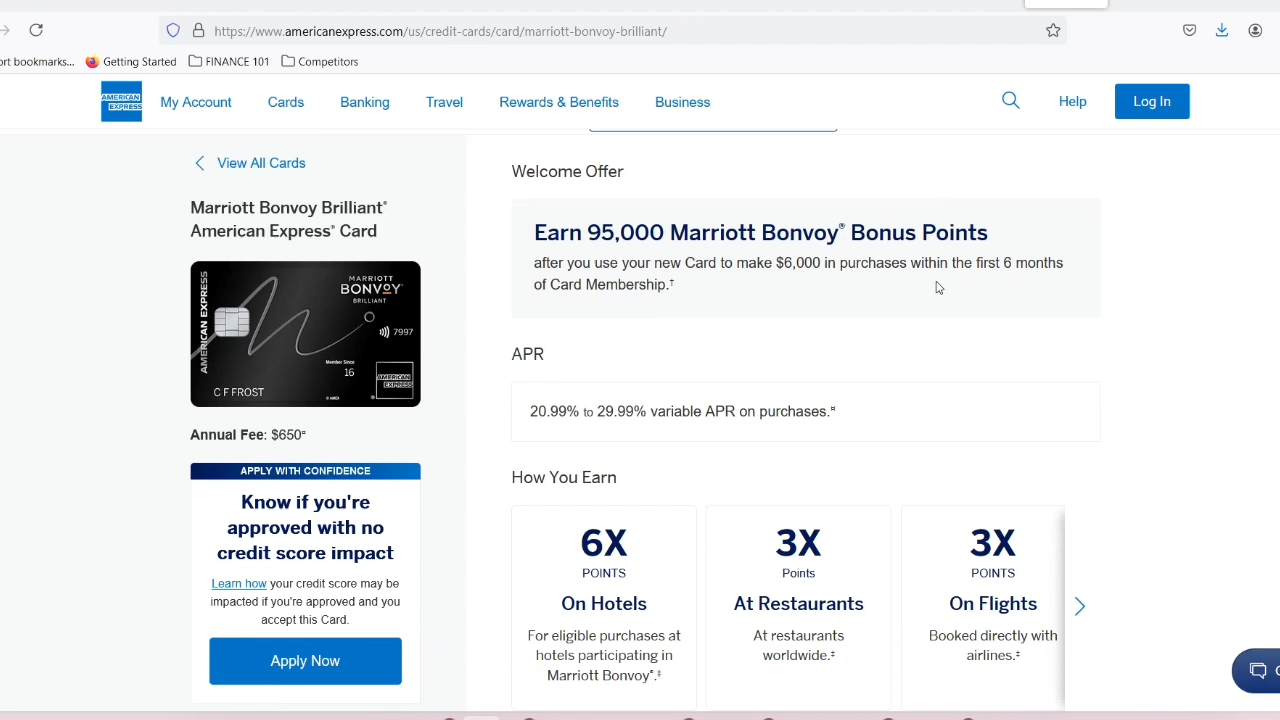 https://www.americanexpress.com/us/credit-cards/card/marriott-bonvoy-brilliant/
ort bookmarks... Getting Started FINANCE 101 Competitors
AMERICAN EXPRESS My Account Cards Banking Travel Rewards & Benefits Business Help Log In
View All Cards
Marriott Bonvoy Brilliant®
American Express® Card
AMERICAN EXPRESS
MARRIOTT
BONVOY®
BRILLIANT
7997
Member Since
16
AMERICAN
EXPRESS
C F FROST
® AMEX
Annual Fee: $650¤
APPLY WITH CONFIDENCE
Know if you're
approved with no
credit score impact
Learn how your credit score may be
impacted if you're approved and you
accept this Card.
Apply Now
Welcome Offer
Earn 95,000 Marriott Bonvoy® Bonus Points
after you use your new Card to make $6,000 in purchases within the first 6 months
of Card Membership.†
APR
20.99% to 29.99% variable APR on purchases.¤
How You Earn
6X
POINTS
On Hotels
For eligible purchases at
hotels participating in
Marriott Bonvoy®.‡
3X
Points
At Restaurants
At restaurants
worldwide.‡
3X
POINTS
On Flights
Booked directly with
airlines.‡